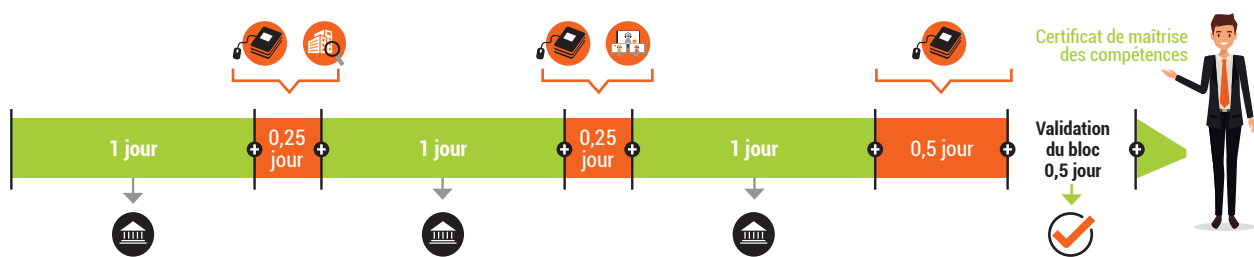 Certificat de maîtrise
des compétences
1 jour
0,25
jour
1 jour
0,25
jour
1 jour
0,5 jour
Validation
du bloc
0,5 jour